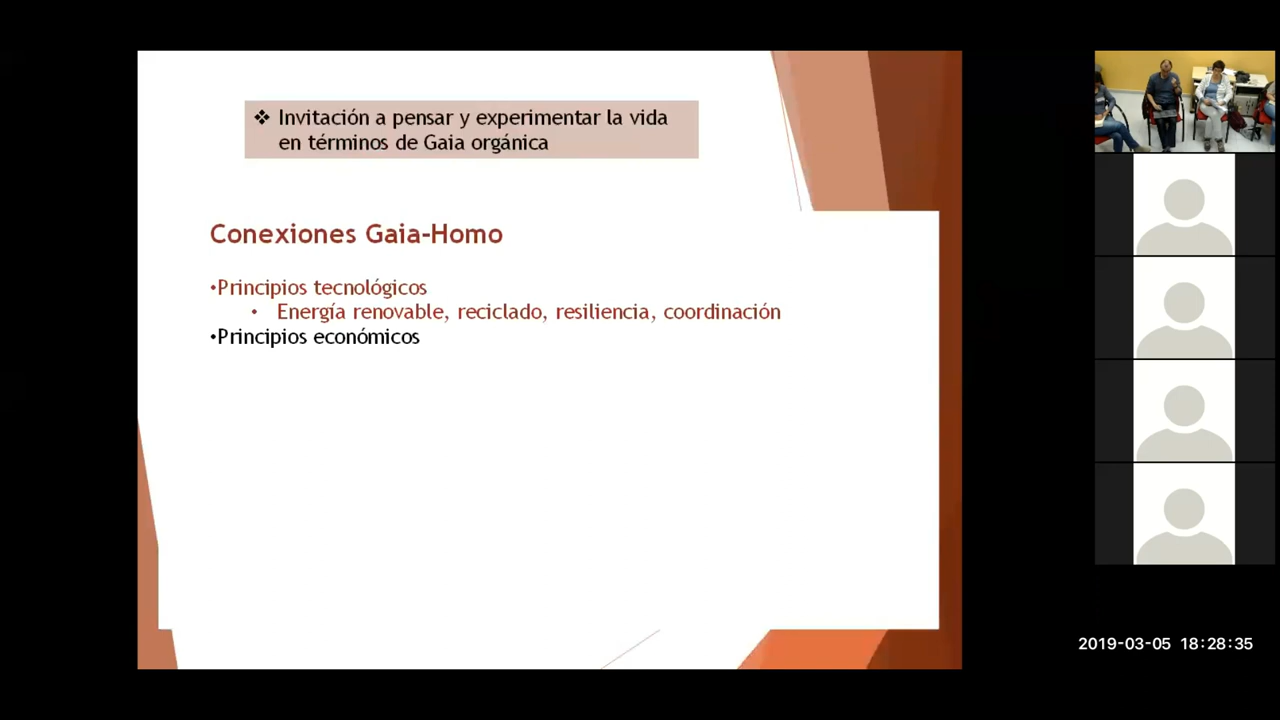 ❖ Invitación a pensar y experimentar la vida
en términos de Gaia orgánica
Conexiones Gaia-Homo
•Principios tecnológicos
• Energía renovable, reciclado, resiliencia, coordinación
•Principios económicos
2019-03-05 18:28:35